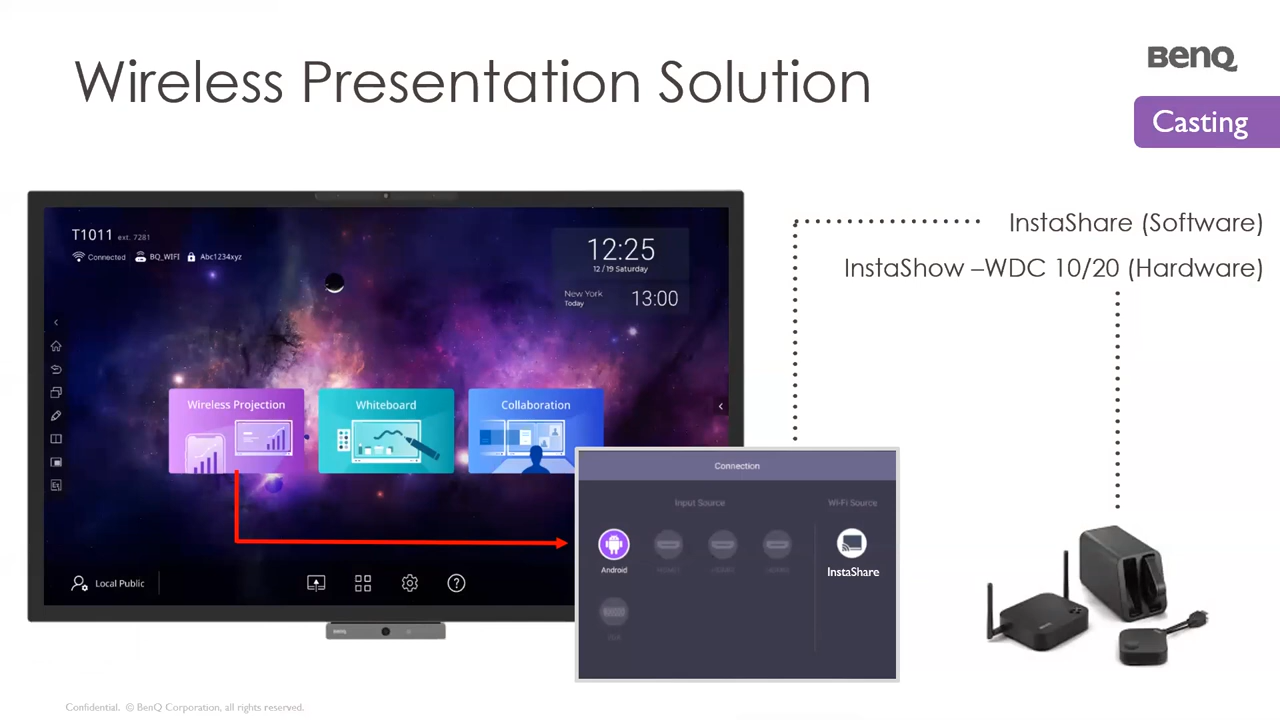 Wireless Presentation Solution
BenQ
Casting
T1011 ext. 7281
Connected BQ_WIFI Abc1234xyz
12:25
12/19 Saturday
New York
Today
13:00
InstaShare (Software)
InstaShow –WDC 10/20 (Hardware)
Wireless Projection
Whiteboard
Collaboration
Connection
Input Source
Wi-Fi Source
Android
InstaShare
Local Public
Confidential. © BenQ Corporation, all rights reserved.